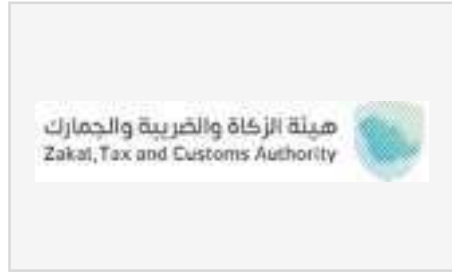 هيئة الزكاة والضريبة والجمارك
Zakat, Tax and Customs Authority